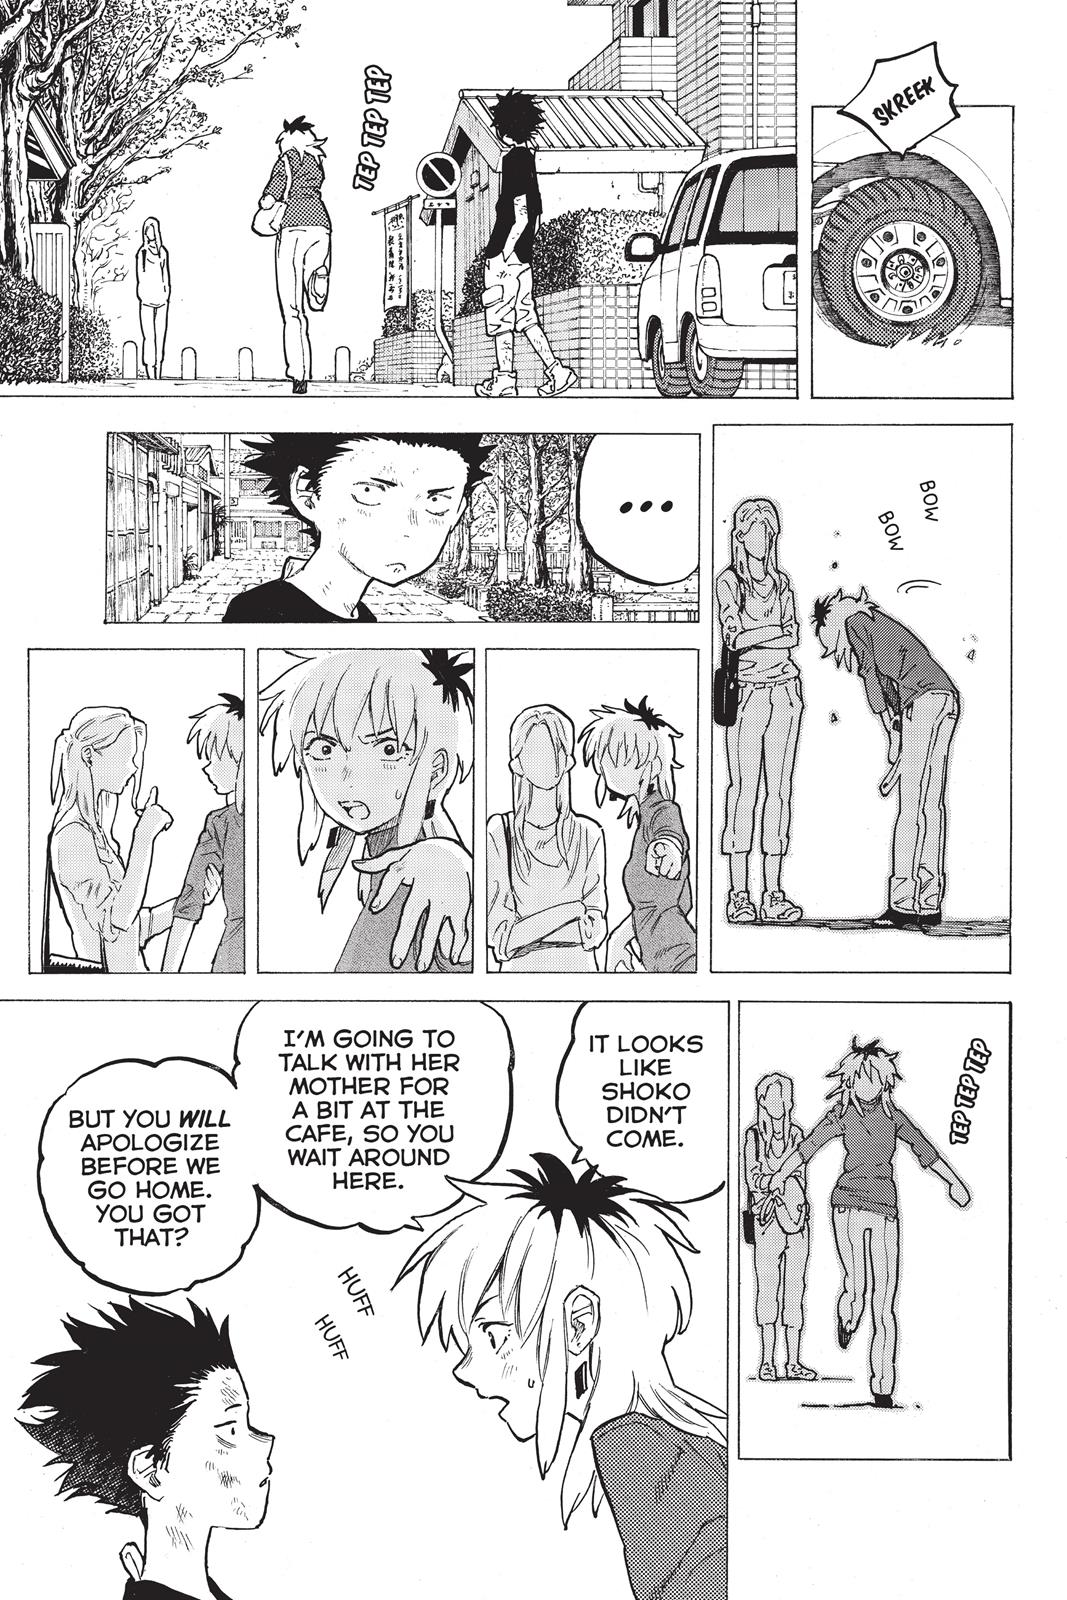 SKREEK
TEP TEP TEP
BOW
BOW
...
TEP TEP TEP
IT LOOKS
LIKE
SHOKO
DIDN'T
COME.
I'M GOING TO
TALK WITH HER
MOTHER FOR
A BIT AT THE
CAFE, SO YOU
WAIT AROUND
HERE.
BUT YOU WILL
APOLOGIZE
BEFORE WE
GO HOME.
YOU GOT
THAT?
HUFF
HUFF